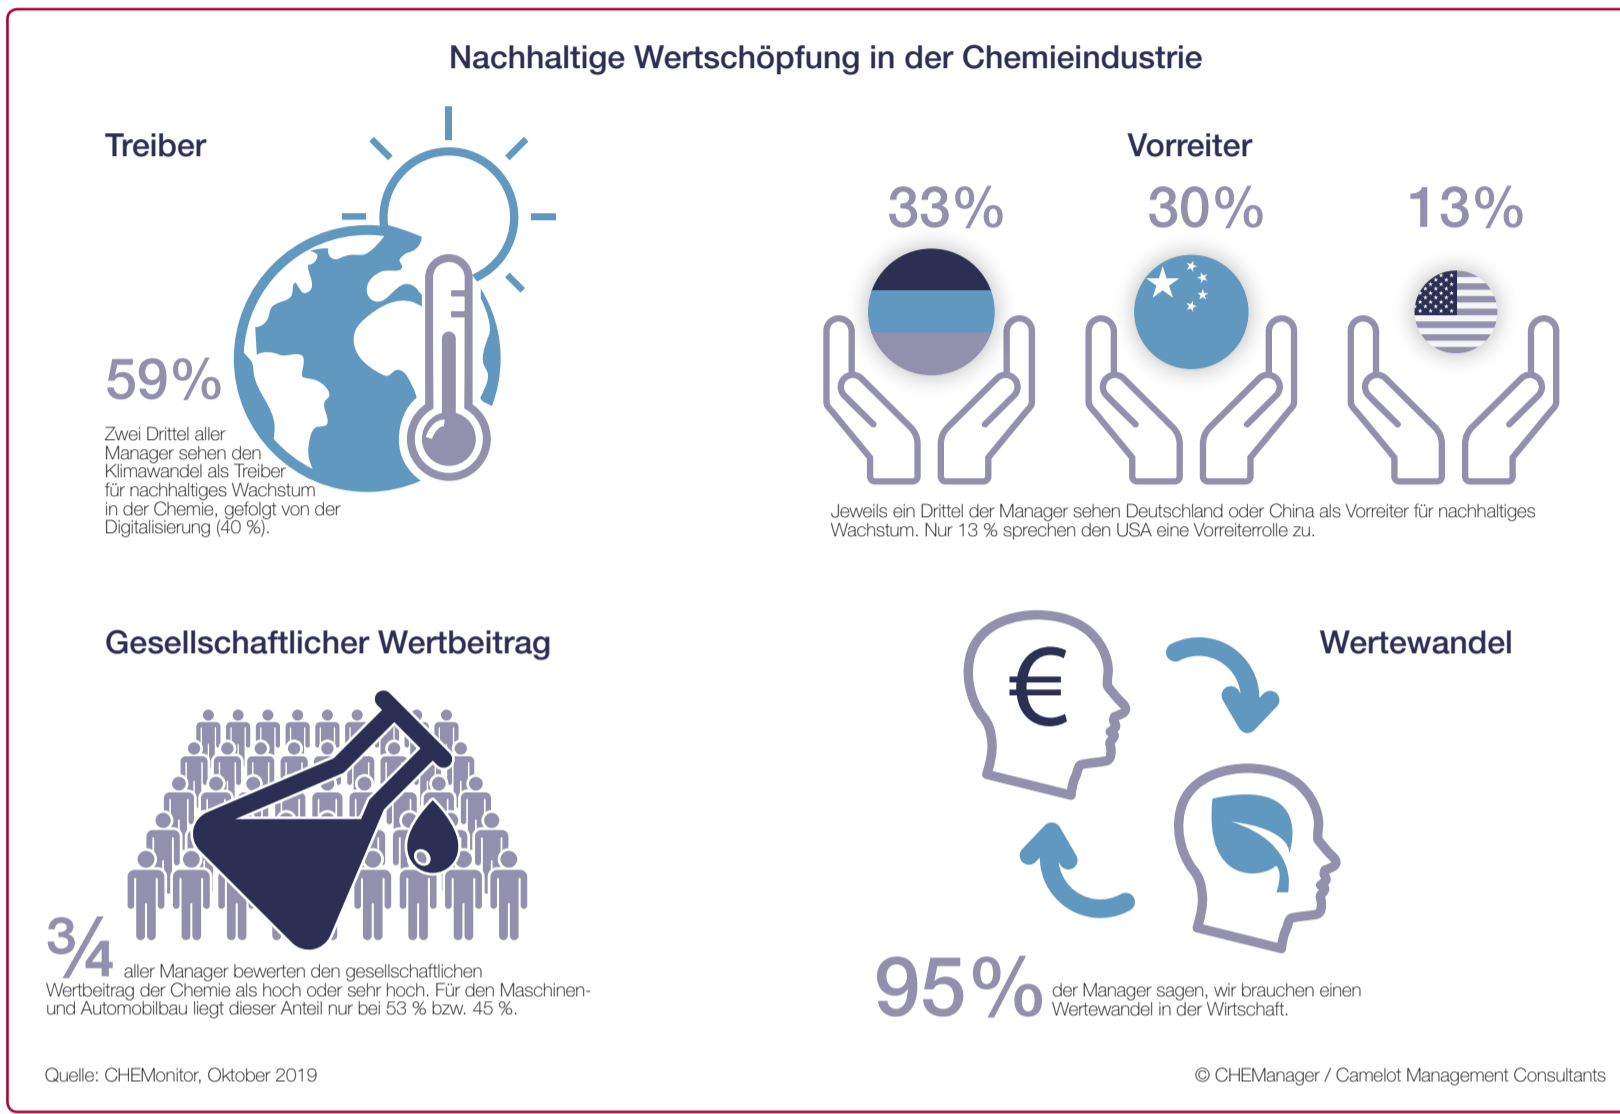 Nachhaltige Wertschöpfung in der Chemieindustrie
Treiber
59%
Zwei Drittel aller
Manager sehen den
Klimawandel als Treiber
für nachhaltiges Wachstum
in der Chemie, gefolgt von der
Digitalisierung (40 %).
Vorreiter
33%
30%
13%
Jeweils ein Drittel der Manager sehen Deutschland oder China als Vorreiter für nachhaltiges
Wachstum. Nur 13 % sprechen den USA eine Vorreiterrolle zu.
Gesellschaftlicher Wertbeitrag
3/4 aller Manager bewerten den gesellschaftlichen
Wertbeitrag der Chemie als hoch oder sehr hoch. Für den Maschinen-
und Automobilbau liegt dieser Anteil nur bei 53 % bzw. 45 %.
Wertewandel
€
95% der Manager sagen, wir brauchen einen
Wertewandel in der Wirtschaft.
Quelle: CHEMonitor, Oktober 2019
© CHEManager / Camelot Management Consultants